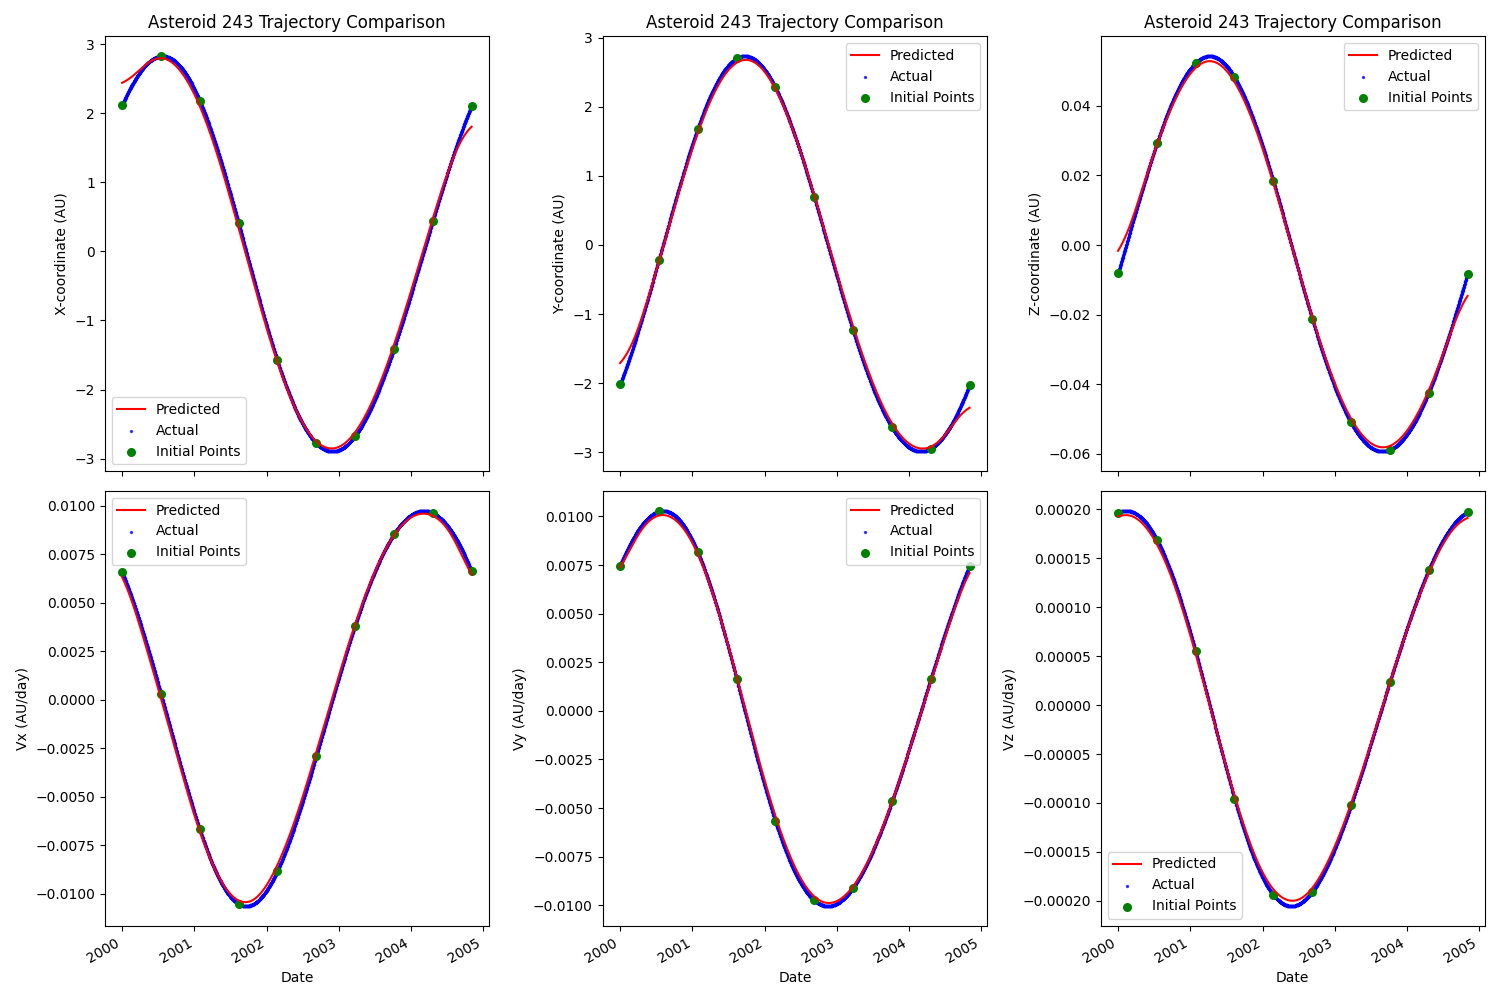 Asteroid 243 Trajectory Comparison
X-coordinate (AU)
3
2
1
0
−1
−2
−3
Predicted
Actual
Initial Points
Asteroid 243 Trajectory Comparison
Y-coordinate (AU)
3
2
1
0
−1
−2
−3
Predicted
Actual
Initial Points
Asteroid 243 Trajectory Comparison
Z-coordinate (AU)
0.04
0.02
0.00
−0.02
−0.04
−0.06
Predicted
Actual
Initial Points
Vx (AU/day)
0.0100
0.0075
0.0050
0.0025
0.0000
−0.0025
−0.0050
−0.0075
−0.0100
Predicted
Actual
Initial Points
2000
2001
2002
2003
2004
2005
Date
Vy (AU/day)
0.0100
0.0075
0.0050
0.0025
0.0000
−0.0025
−0.0050
−0.0075
−0.0100
Predicted
Actual
Initial Points
2000
2001
2002
2003
2004
2005
Date
Vz (AU/day)
0.00020
0.00015
0.00010
0.00005
0.00000
−0.00005
−0.00010
−0.00015
−0.00020
Predicted
Actual
Initial Points
2000
2001
2002
2003
2004
2005
Date